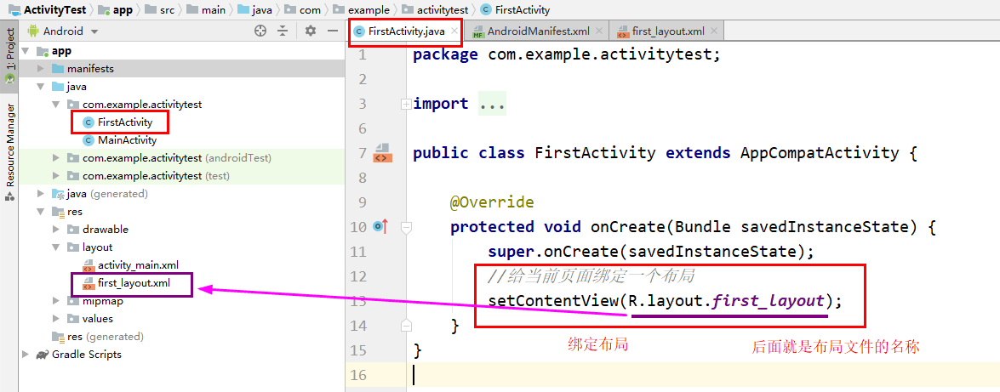 ActivityTest app src main java com example activitytest FirstActivity
1: Project
Resource Manager
Android
app
manifests
java
com.example.activitytest
FirstActivity
MainActivity
com.example.activitytest (androidTest)
com.example.activitytest (test)
java (generated)
res
drawable
layout
activity_main.xml
first_layout.xml
mipmap
values
res (generated)
Gradle Scripts
FirstActivity.java AndroidManifest.xml first_layout.xml
1 package com.example.activitytest;
2
3 import ...
6
7 public class FirstActivity extends AppCompatActivity {
8
9 @Override
10 protected void onCreate(Bundle savedInstanceState) {
11 super.onCreate(savedInstanceState);
12 //给当前页面绑定一个布局
13 setContentView(R.layout.first_layout);
14 }
15 }
16
绑定布局 后面就是布局文件的名称